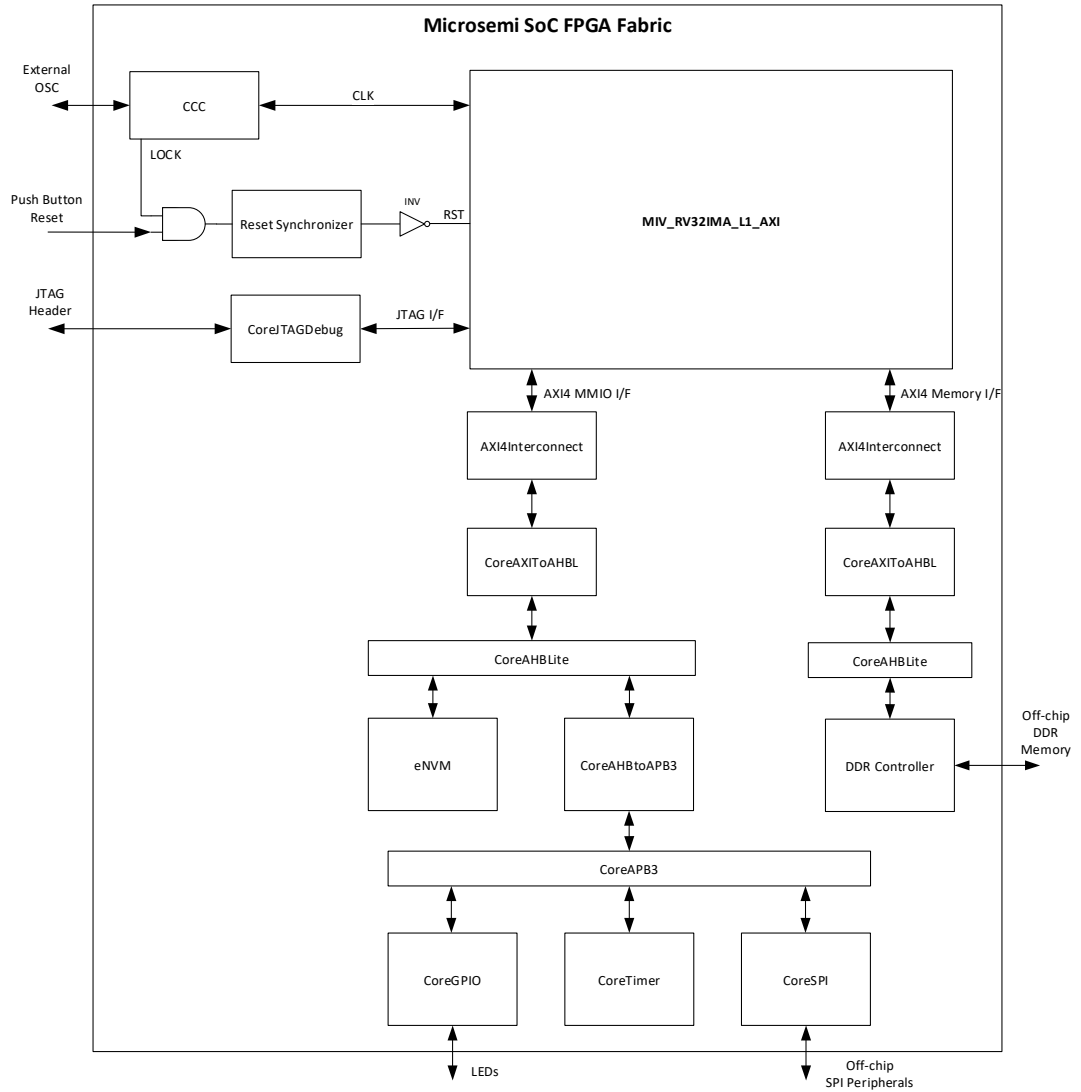 Microsemi SoC FPGA Fabric
External
OSC
CCC
CLK
LOCK
Push Button
Reset
Reset Synchronizer
INV
RST
MIV_RV32IMA_L1_AXI
JTAG
Header
CoreJTAGDebug
JTAG I/F
AXI4 MMIO I/F
AXI4 Memory I/F
AXI4Interconnect
AXI4Interconnect
CoreAXIToAHBL
CoreAXIToAHBL
CoreAHBLite
CoreAHBLite
eNVM
CoreAHBtoAPB3
DDR Controller
Off-chip
DDR
Memory
CoreAPB3
CoreGPIO
CoreTimer
CoreSPI
LEDs
Off-chip
SPI Peripherals